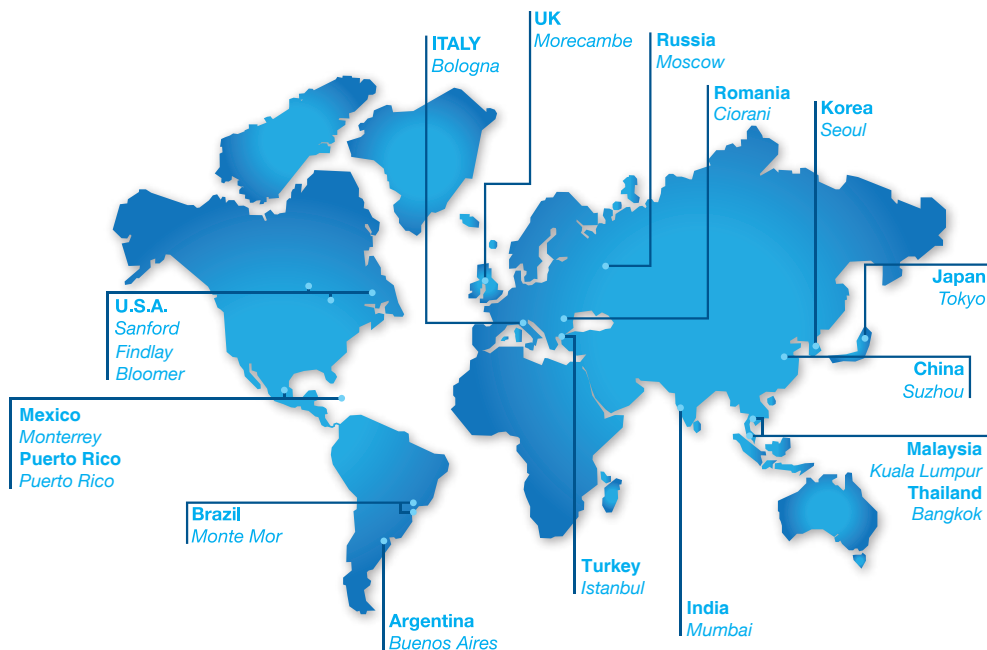 UK
Morecambe
ITALY
Bologna
Russia
Moscow
Romania
Ciorani
Korea
Seoul
Japan
Tokyo
U.S.A.
Sanford
Findlay
Bloomer
China
Suzhou
Mexico
Monterrey
Puerto Rico
Puerto Rico
Malaysia
Kuala Lumpur
Thailand
Bangkok
Brazil
Monte Mor
Turkey
Istanbul
India
Mumbai
Argentina
Buenos Aires